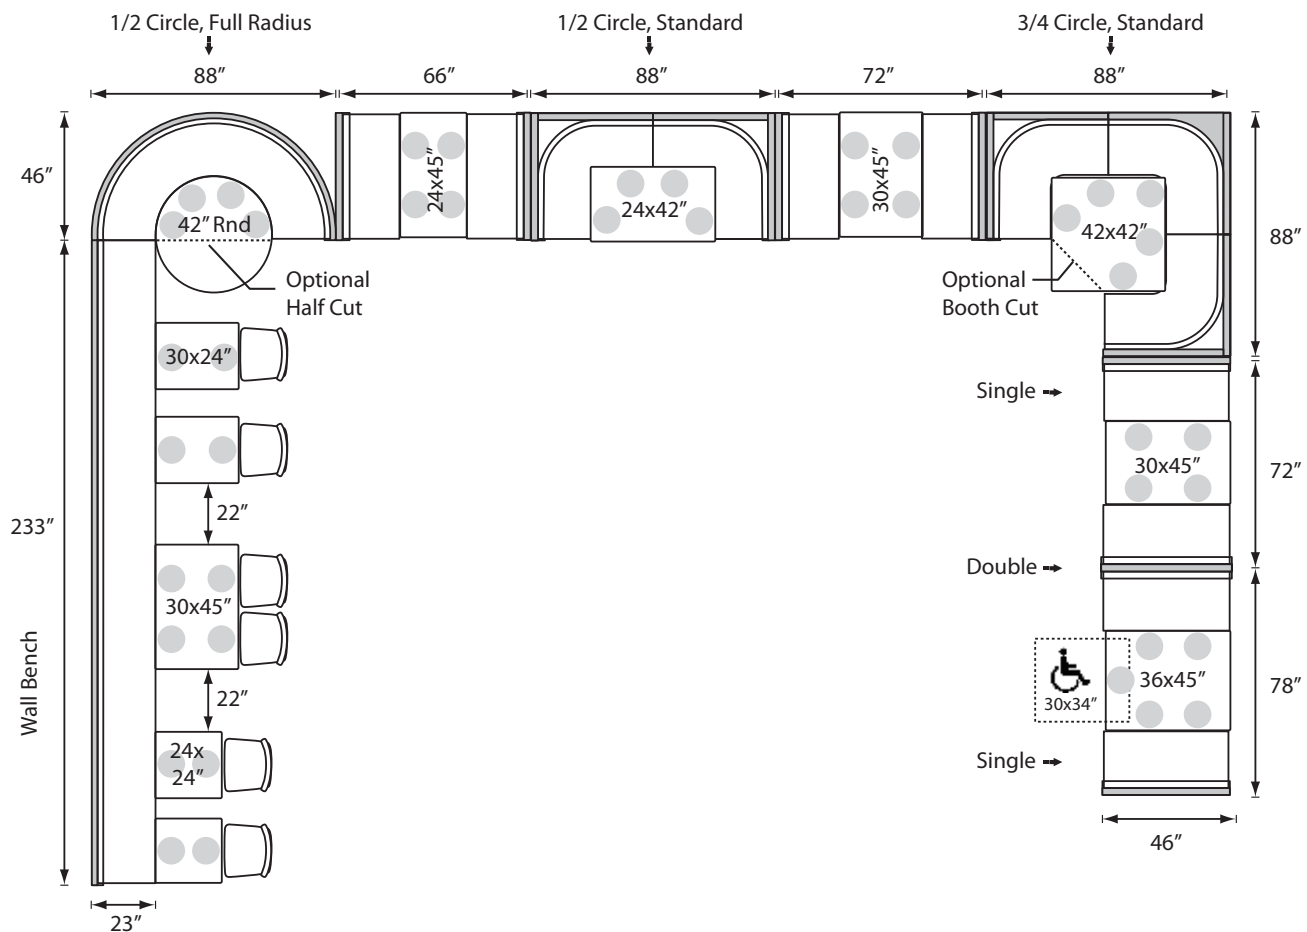 1/2 Circle, Full Radius
1/2 Circle, Standard
3/4 Circle, Standard
88”
66”
88”
72”
88”
46”
24x45”
30x45”
42” Rnd
24x42”
42x42”
88”
Optional
Half Cut
Optional
Booth Cut
30x24”
Single
30x45”
72”
22”
233”
Double
30x45”
Wall Bench
36x45”
78”
30x34”
22”
24x
24”
Single
46”
23”